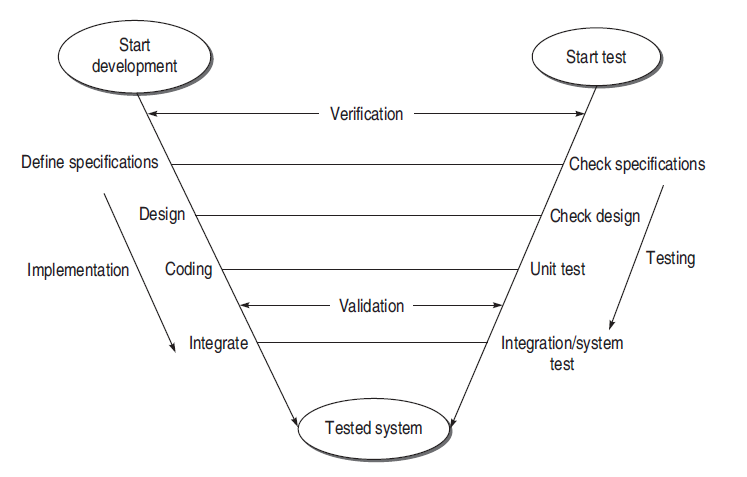 Start
development
Start test
Verification
Define specifications
Check specifications
Design
Check design
Implementation
Coding
Unit test
Testing
Validation
Integrate
Integration/system
test
Tested system